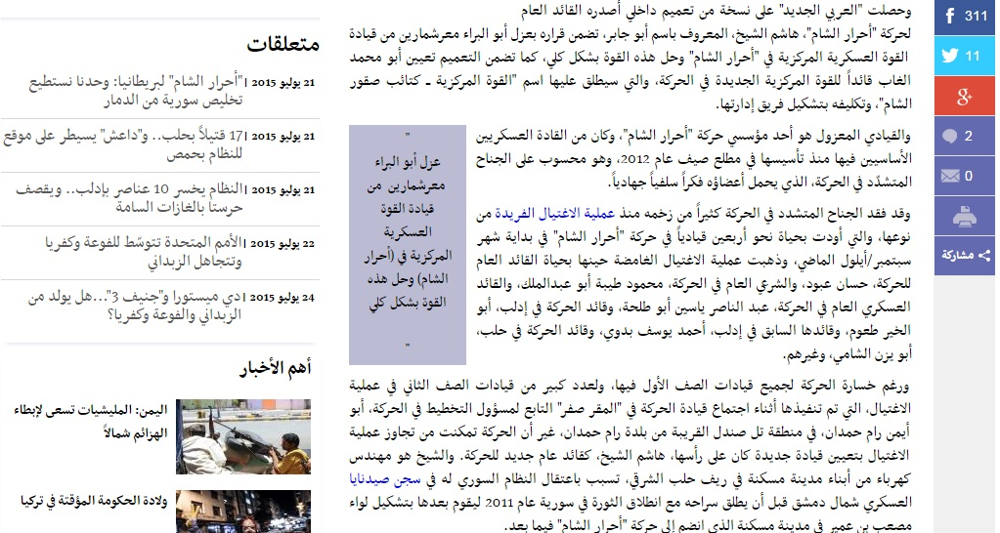 وحصلت "العربي الجديد" على نسخة من تعميم داخلي أصدره القائد العام
لحركة "أحرار الشام"، هاشم الشيخ، المعروف باسم أبو جابر، تضمن قراره بعزل أبو البراء معرشمارين من قيادة
القوة العسكرية المركزية في "أحرار الشام" وحل هذه القوة بشكل كلي، كما تضمن التعميم تعيين أبو محمد
الغاب قائداً للقوة المركزية الجديدة في الحركة، والتي سيطلق عليها اسم "القوة المركزية ـ كتائب صقور
الشام"، وتكليفه بتشكيل فريق إدارتها.
والقيادي المعزول هو أحد مؤسسي حركة "أحرار الشام"، وكان من القادة العسكريين
الأساسيين فيها منذ تأسيسها في مطلع صيف عام 2012، وهو محسوب على الجناح
المتشدّد في الحركة، الذي يحمل أعضاؤه فكراً سلفياً جهادياً.
وقد فقد الجناح المتشدد في الحركة كثيراً من زخمه منذ عملية الاغتيال الفريدة من
نوعها، والتي أودت بحياة نحو أربعين قيادياً في حركة "أحرار الشام" في بداية شهر
سبتمبر/أيلول الماضي، وذهبت عملية الاغتيال الغامضة حينها بحياة القائد العام
للحركة، حسان عبود، والشرعي العام في الحركة، محمود طيبة أبو عبدالملك، والقائد
العسكري العام في الحركة، عبد الناصر ياسين أبو طلحة، وقائد الحركة في إدلب، أبو
الخير طعوم، وقائدها السابق في إدلب، أحمد يوسف بدوي، وقائد الحركة في حلب،
أبو يزن الشامي، وغيرهم.
ورغم خسارة الحركة لجميع قيادات الصف الأول فيها، ولعدد كبير من قيادات الصف الثاني في عملية
الاغتيال، التي تم تنفيذها أثناء اجتماع قيادة الحركة في "المقر صفر" التابع لمسؤول التخطيط في الحركة، أبو
أيمن رام حمدان، في منطقة تل صندل القريبة من بلدة رام حمدان، غير أن الحركة تمكنت من تجاوز عملية
الاغتيال بتعيين قيادة جديدة كان على رأسها، هاشم الشيخ، كقائد عام جديد للحركة. والشيخ هو مهندس
كهرباء من أبناء مدينة مسكنة في ريف حلب الشرقي، تسبب باعتقال النظام السوري له في سجن صيدنايا
العسكري شمال دمشق قبل أن يطلق سراحه مع انطلاق الثورة في سورية عام 2011 ليقوم بعدها بتشكيل لواء
مصعب بن عمير في مدينة مسكنة الذي انضم إلى حركة "أحرار الشام" فيما بعد.
"
عزل أبو البراء
معرشمارين من
قيادة القوة
العسكرية
المركزية في (أحرار
الشام) وحل هذه
القوة بشكل كلي
"
متعلقات
21 يوليو 2015 | "أحرار الشام" لبريطانيا: وحدنا نستطيع
تخليص سورية من الدمار
21 يوليو 2015 | 17 قتيلاً بحلب.. و"داعش" يسيطر على موقع
للنظام بحمص
21 يوليو 2015 | النظام يخسر 10 عناصر بإدلب.. ويقصف
حرستا بالغازات السامة
22 يوليو 2015 | الأمم المتحدة تتوسّط للفوعة وكفريا
وتتجاهل الزبداني
24 يوليو 2015 | دي ميستورا و"جنيف 3"...هل يولد من
الزبداني والفوعة وكفريا؟
أهم الأخبار
اليمن: المليشيات تسعى لإبطاء
الهزائم شمالاً
ولادة الحكومة المؤقتة في تركيا
f 311
11
g+
2
0
مشاركة